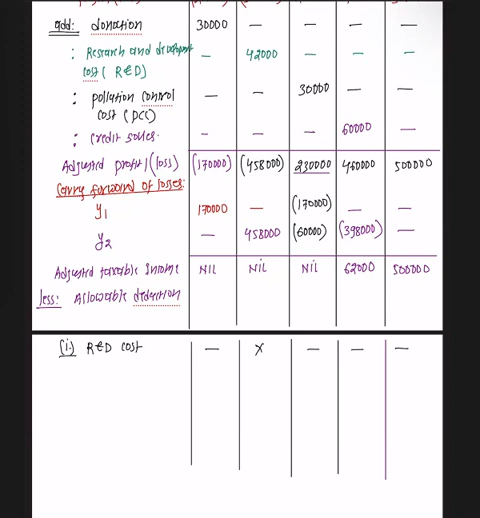 add: donation 30000 — — — —
: Research and devolopmt — 42000 — — —
cost( R&D)
: pollation control — — 30000 — —
cost (pcc)
: credit sales. — — — 60000 —
Adjusted profit/(loss) (170000) (458000) 230000 460000 500000
Carry forward of losses:
Y1 170000 — (170000) — —
Y2 — 458000 (60000) (398000) —
Adjusted taxable Income NIL Nil NIL 62000 500000
less: Allowable deduction
(i) R&D cost — x — — —